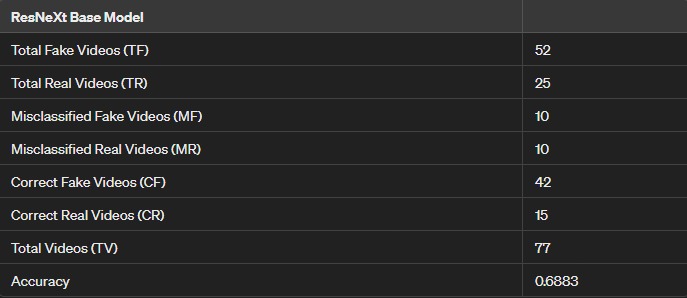 ResNeXt Base Model
Total Fake Videos (TF) 52
Total Real Videos (TR) 25
Misclassified Fake Videos (MF) 10
Misclassified Real Videos (MR) 10
Correct Fake Videos (CF) 42
Correct Real Videos (CR) 15
Total Videos (TV) 77
Accuracy 0.6883